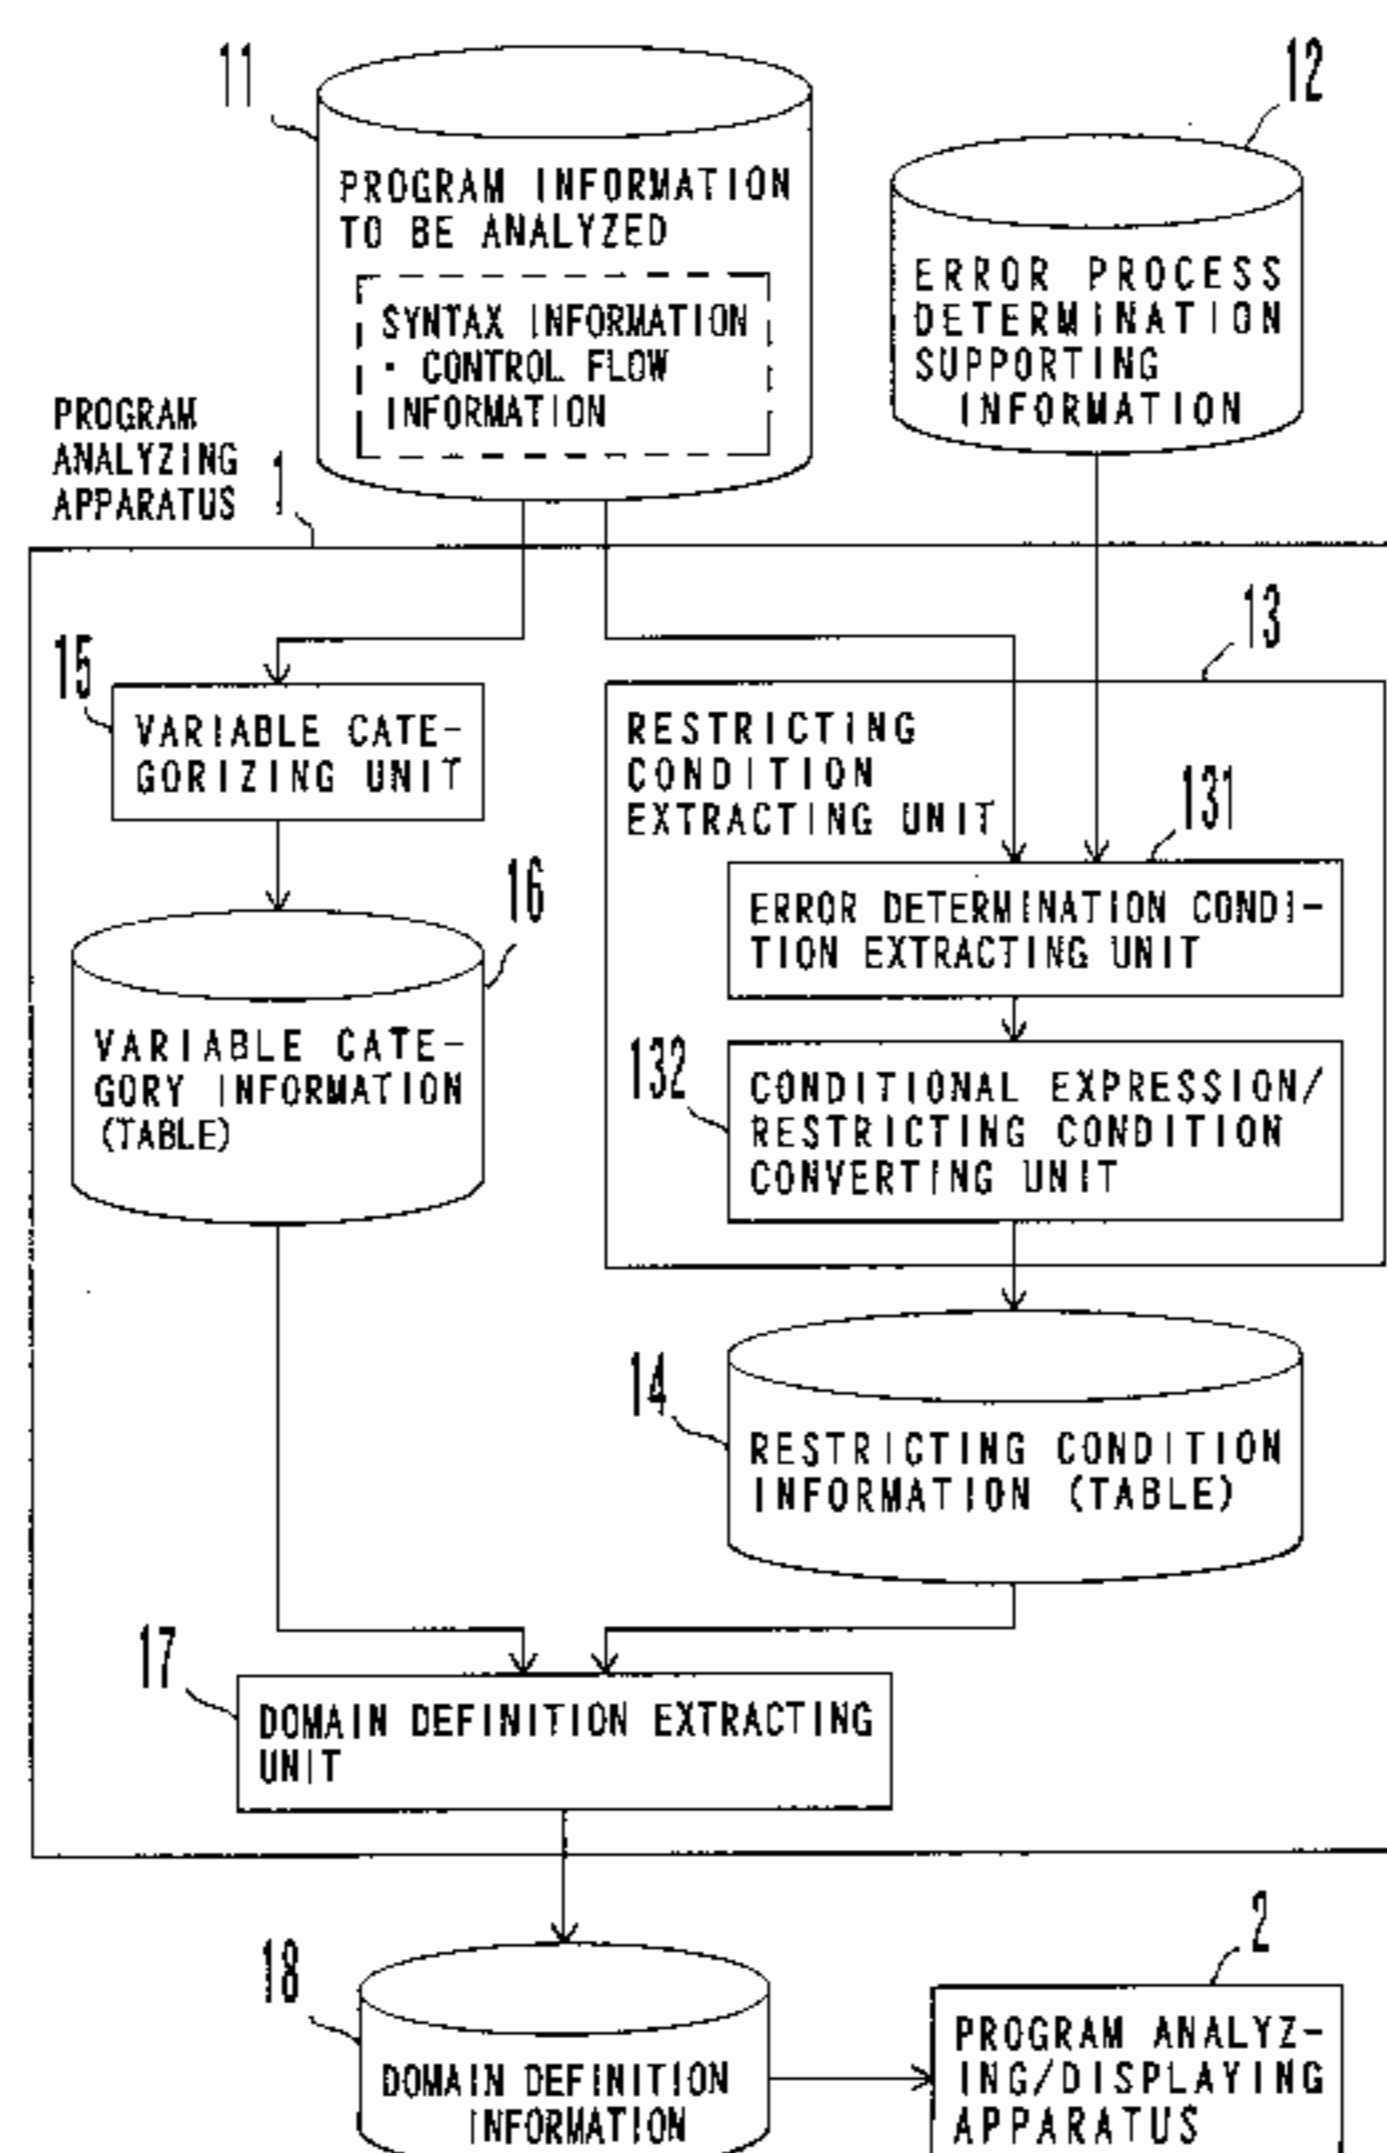 11
PROGRAM INFORMATION
TO BE ANALYZED
SYNTAX INFORMATION
· CONTROL FLOW
INFORMATION
12
ERROR PROCESS
DETERMINATION
SUPPORTING
INFORMATION
PROGRAM
ANALYZING
APPARATUS 1
15
VARIABLE CATE-
GORIZING UNIT
13
RESTRICTING
CONDITION
EXTRACTING UNIT
131
ERROR DETERMINATION CONDI-
TION EXTRACTING UNIT
16
VARIABLE CATE-
GORY INFORMATION
(TABLE)
132
CONDITIONAL EXPRESSION/
RESTRICTING CONDITION
CONVERTING UNIT
14
RESTRICTING CONDITION
INFORMATION (TABLE)
17
DOMAIN DEFINITION EXTRACTING
UNIT
18
DOMAIN DEFINITION
INFORMATION
2
PROGRAM ANALYZ-
ING/DISPLAYING
APPARATUS